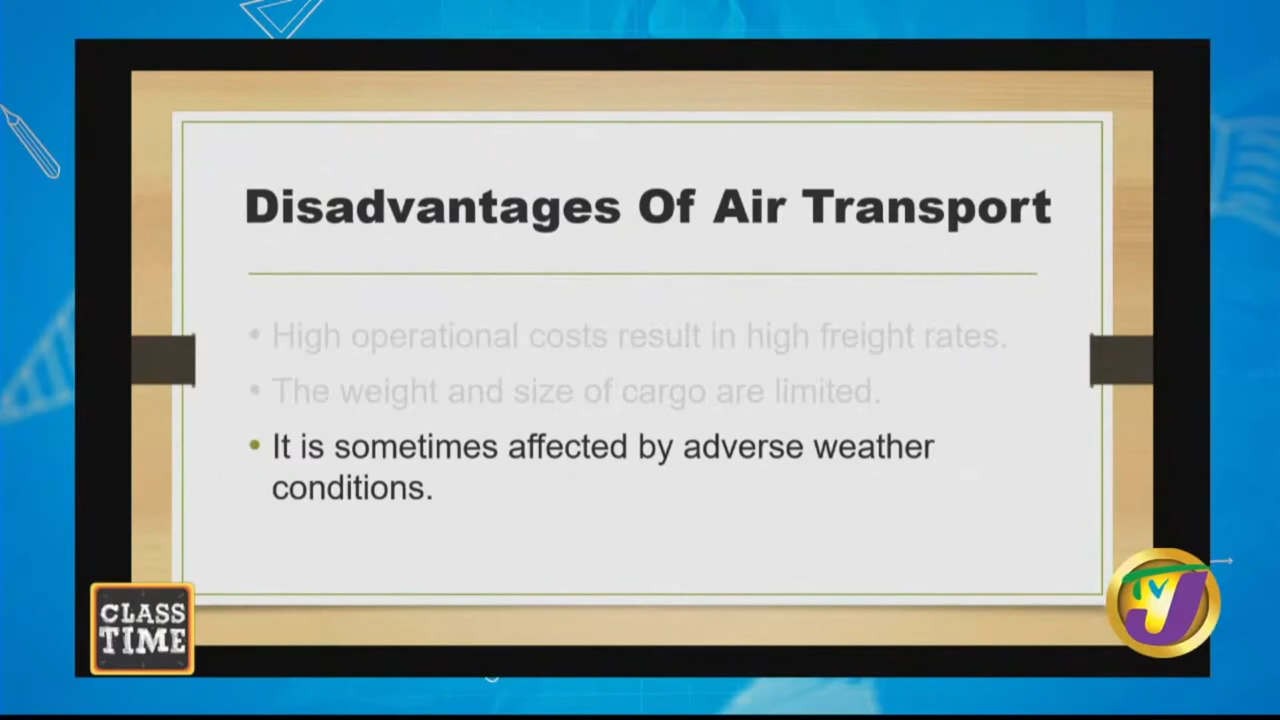 Disadvantages Of Air Transport
• High operational costs result in high freight rates.
• The weight and size of cargo are limited.
• It is sometimes affected by adverse weather
conditions.
CLASS
TIME
TVJ